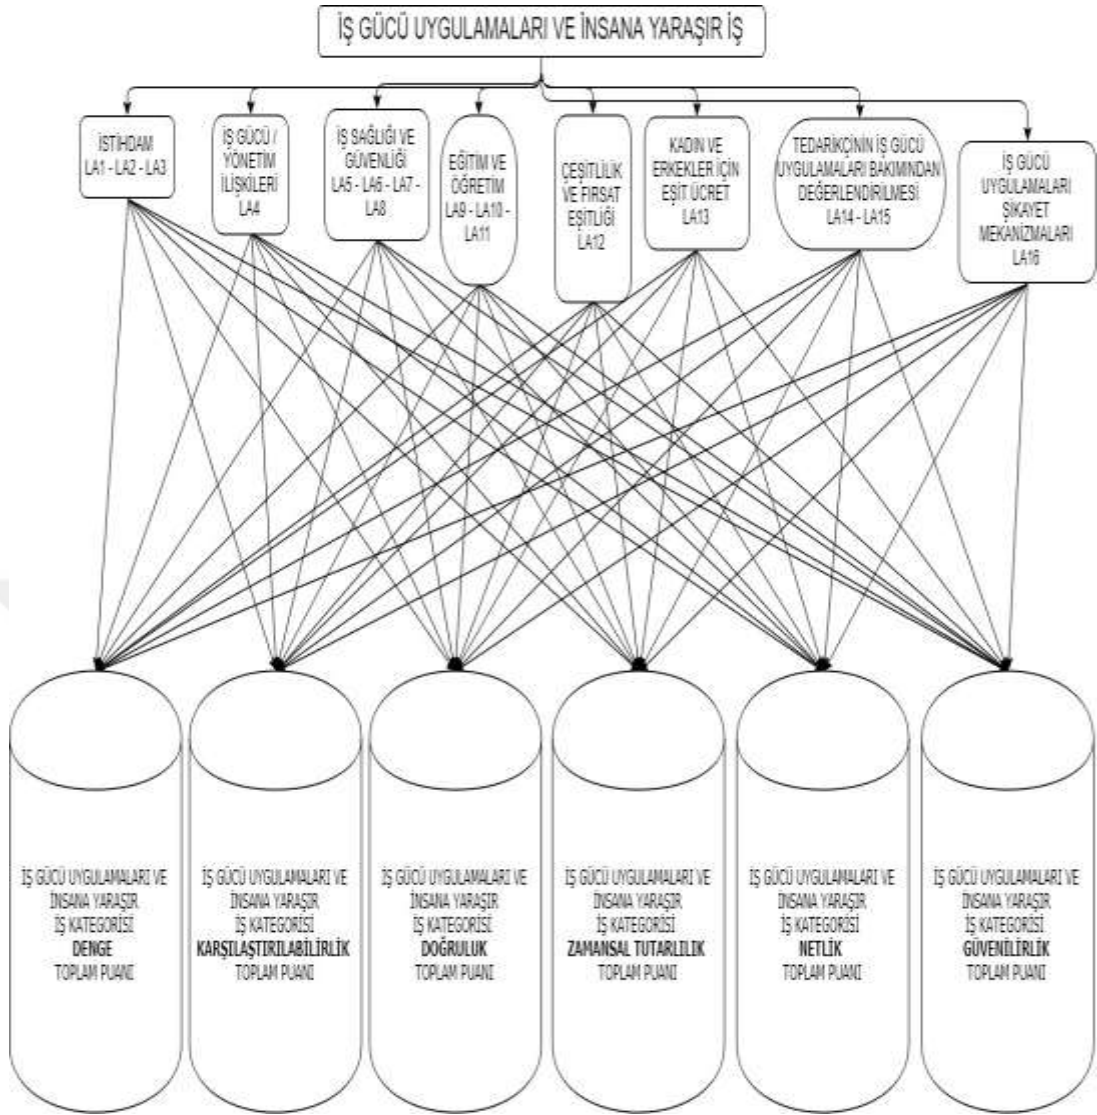 İŞ GÜCÜ UYGULAMALARI VE İNSANA YARAŞIR İŞ
İSTİHDAM
LA1 - LA2 - LA3
İŞ GÜCÜ /
YÖNETİM
İLİŞKİLERİ
LA4
İŞ SAĞLIĞI VE
GÜVENLİĞİ
LA5 - LA6 - LA7 -
LA8
EĞİTİM VE
ÖĞRETİM
LA9 - LA10 -
LA11
ÇEŞİTLİLİK
VE FIRSAT
EŞİTLİĞİ
LA12
KADIN VE
ERKEKLER İÇİN
EŞİT ÜCRET
LA13
TEDARİKÇİNİN İŞ GÜCÜ
UYGULAMALARI BAKIMINDAN
DEĞERLENDİRİLMESİ
LA14 - LA15
İŞ GÜCÜ
UYGULAMALARI
ŞİKAYET
MEKANİZMALARI
LA16
İŞ GÜCÜ UYGULAMALARI VE
İNSANA YARAŞIR
İŞ KATEGORİSİ
DENGE
TOPLAM PUANI
İŞ GÜCÜ UYGULAMALARI VE
İNSANA YARAŞIR
İŞ KATEGORİSİ
KARŞILAŞTIRILABİLİRLİK
TOPLAM PUANI
İŞ GÜCÜ UYGULAMALARI VE
İNSANA YARAŞIR
İŞ KATEGORİSİ
DOĞRULUK
TOPLAM PUANI
İŞ GÜCÜ UYGULAMALARI VE
İNSANA YARAŞIR
İŞ KATEGORİSİ
ZAMANSAL TUTARLILIK
TOPLAM PUANI
İŞ GÜCÜ UYGULAMALARI VE
İNSANA YARAŞIR
İŞ KATEGORİSİ
NETLİK
TOPLAM PUANI
İŞ GÜCÜ UYGULAMALARI VE
İNSANA YARAŞIR
İŞ KATEGORİSİ
GÜVENİLİRLİK
TOPLAM PUANI